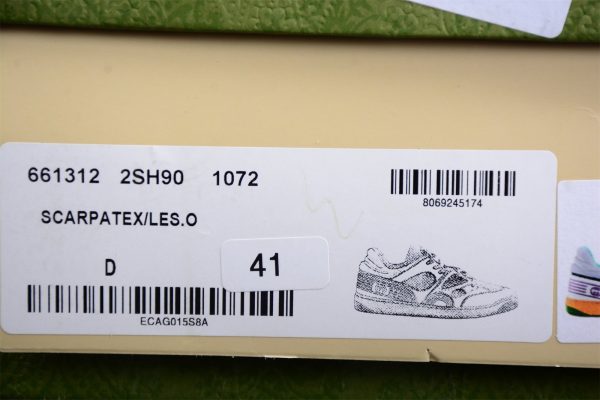 661312 2SH90 1072
8069245174
SCARPATEX/LES.O
D
41
ECAG015S8A